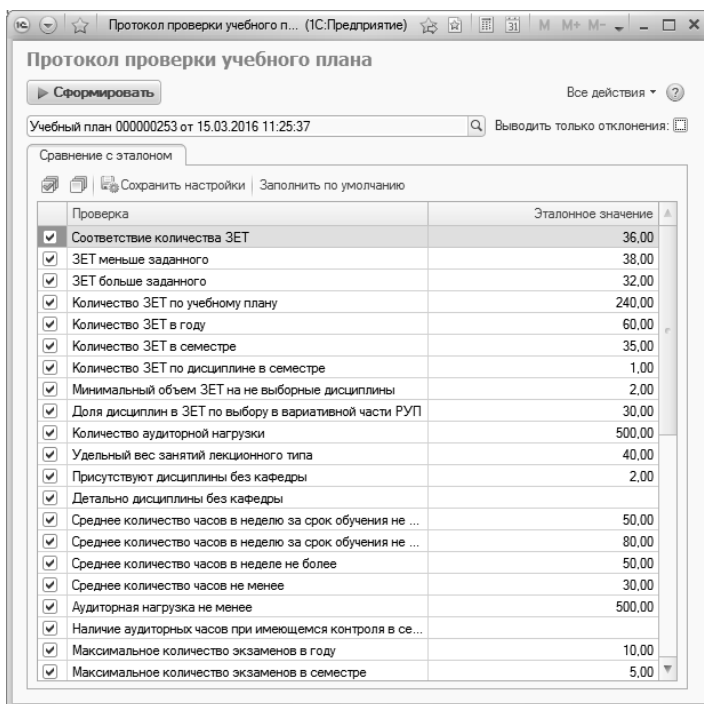 Протокол проверки учебного п... (1С:Предприятие) 31 M M+ M-
Протокол проверки учебного плана
Сформировать Все действия ?
Учебный план 000000253 от 15.03.2016 11:25:37 Выводить только отклонения:
Сравнение с эталоном
Сохранить настройки Заполнить по умолчанию
Проверка Эталонное значение
Соответствие количества ЗЕТ 36,00
ЗЕТ меньше заданного 38,00
ЗЕТ больше заданного 32,00
Количество ЗЕТ по учебному плану 240,00
Количество ЗЕТ в году 60,00
Количество ЗЕТ в семестре 35,00
Количество ЗЕТ по дисциплине в семестре 1,00
Минимальный объем ЗЕТ на не выборные дисциплины 2,00
Доля дисциплин в ЗЕТ по выбору в вариативной части РУП 30,00
Количество аудиторной нагрузки 500,00
Удельный вес занятий лекционного типа 40,00
Присутствуют дисциплины без кафедры 2,00
Детально дисциплины без кафедры
Среднее количество часов в неделю за срок обучения не ... 50,00
Среднее количество часов в неделю за срок обучения не ... 80,00
Среднее количество часов в неделе не более 50,00
Среднее количество часов не менее 30,00
Аудиторная нагрузка не менее 500,00
Наличие аудиторных часов при имеющемся контроля в се...
Максимальное количество экзаменов в году 10,00
Максимальное количество экзаменов в семестре 5,00